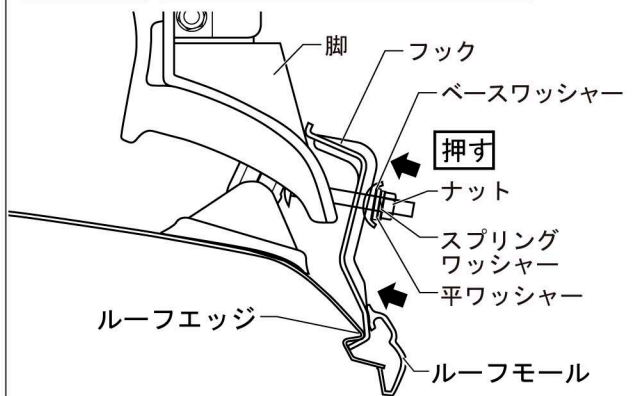 脚
フック
ベースワッシャー
押す
ナット
スプリング
ワッシャー
平ワッシャー
ルーフエッジ
ルーフモール